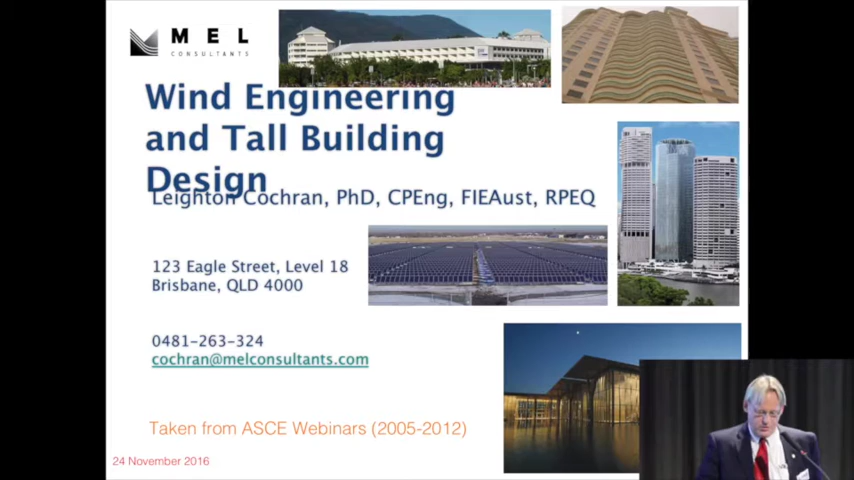 MEL
CONSULTANTS
Wind Engineering
and Tall Building
Design
Leighton Cochran, PhD, CPEng, FIEAust, RPEQ
123 Eagle Street, Level 18
Brisbane, QLD 4000
0481-263-324
cochran@melconsultants.com
Taken from ASCE Webinars (2005-2012)
24 November 2016